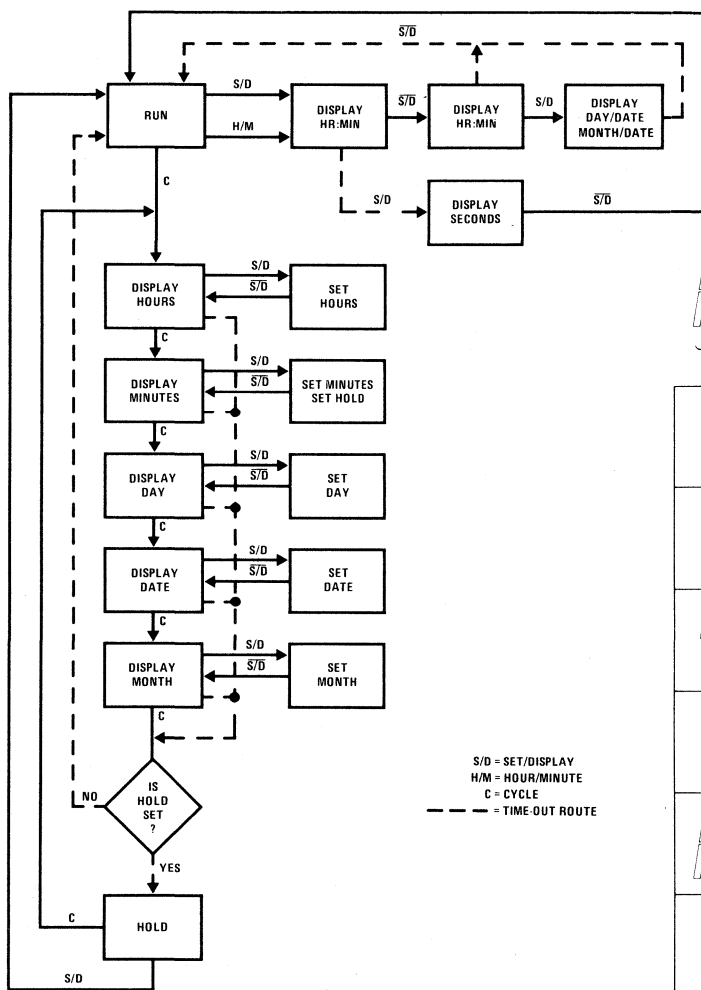 S/D
RUN
S/D
H/M
DISPLAY
HR:MIN
S/D
DISPLAY
HR:MIN
S/D
DISPLAY
DAY/DATE
MONTH/DATE
C
S/D
DISPLAY
SECONDS
S/D
DISPLAY
HOURS
S/D
S/D
SET
HOURS
C
DISPLAY
MINUTES
S/D
S/D
SET MINUTES
SET HOLD
C
DISPLAY
DAY
S/D
S/D
SET
DAY
C
DISPLAY
DATE
S/D
S/D
SET
DATE
C
DISPLAY
MONTH
S/D
S/D
SET
MONTH
C
S/D = SET/DISPLAY
H/M = HOUR/MINUTE
C = CYCLE
= TIME-OUT ROUTE
NO
IS
HOLD
SET
?
YES
C
HOLD
S/D